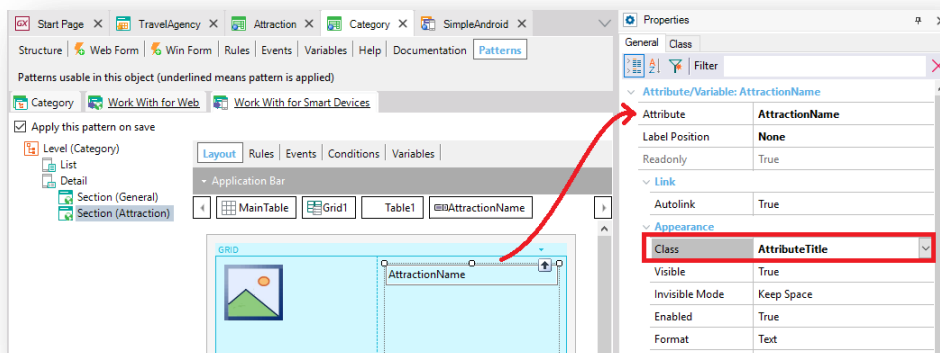 GX Start Page TravelAgency Attraction Category SimpleAndroid
Structure Web Form Win Form Rules Events Variables Help Documentation Patterns
Patterns usable in this object (underlined means pattern is applied)
Category Work With for Web Work With for Smart Devices
Apply this pattern on save
Level (Category)
List
Detail
Section (General)
Section (Attraction)
Layout Rules Events Conditions Variables
Application Bar
MainTable Grid1 Table1 AttractionName
GRID
AttractionName
Properties
General Class
Filter
Attribute/Variable: AttractionName
Attribute AttractionName
Label Position None
Readonly True
Link
Autolink True
Appearance
Class AttributeTitle
Visible True
Invisible Mode Keep Space
Enabled True
Format Text